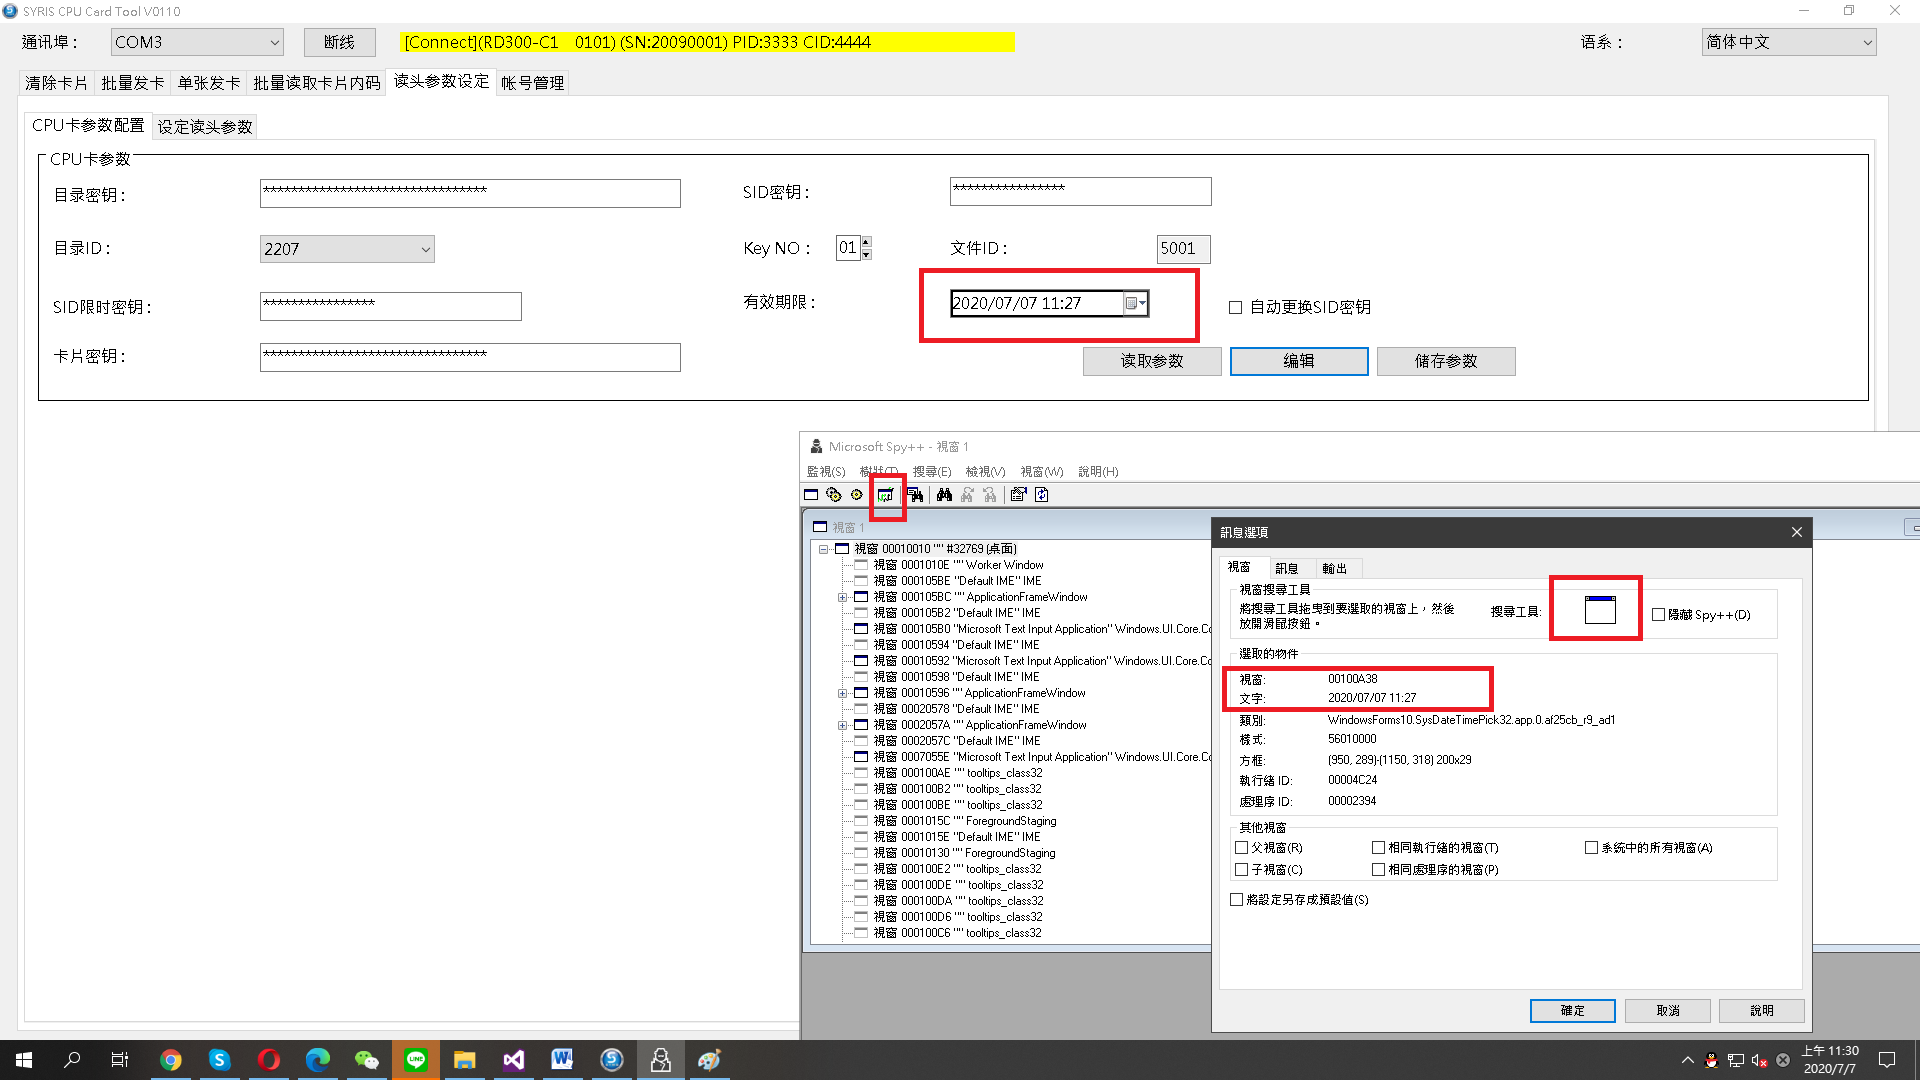 SYRIS CPU Card Tool V0110
通讯埠 :
COM3
断线
[Connect](RD300-C1 0101) (SN:20090001) PID:3333 CID:4444
语系 :
简体中文
清除卡片
批量发卡
单张发卡
批量读取卡片内码
读头参数设定
帐号管理
CPU卡参数配置
设定读头参数
CPU卡参数
目录密钥 :
*******************************
SID密钥 :
****************
目录ID :
2207
Key NO :
01
文件ID :
5001
SID限时密钥 :
****************
有效期限 :
2020/07/07 11:27
自动更换SID密钥
卡片密钥 :
*******************************
读取参数
编辑
储存参数
Microsoft Spy++ - 視窗 1
監視(S) 樹狀(T) 搜尋(E) 檢視(V) 視窗(W) 說明(H)
視窗 1
視窗 00010010 "" #32769 (桌面)
視窗 0001010E "" Worker Window
視窗 000105BE "Default IME" IME
視窗 000105BC "" ApplicationFrameWindow
視窗 000105B2 "Default IME" IME
視窗 000105B0 "Microsoft Text Input Application" Windows.UI.Core.Co
視窗 00010594 "Default IME" IME
視窗 00010592 "Microsoft Text Input Application" Windows.UI.Core.Co
視窗 00010598 "Default IME" IME
視窗 00010596 "" ApplicationFrameWindow
視窗 00020578 "Default IME" IME
視窗 0002057A "" ApplicationFrameWindow
視窗 0002057C "Default IME" IME
視窗 0007055E "Microsoft Text Input Application" Windows.UI.Core.Co
視窗 000100AE "" tooltips_class32
視窗 000100B2 "" tooltips_class32
視窗 000100BE "" tooltips_class32
視窗 0001015C "" ForegroundStaging
視窗 0001015E "Default IME" IME
視窗 00010130 "" ForegroundStaging
視窗 000100E2 "" tooltips_class32
視窗 000100DE "" tooltips_class32
視窗 000100DA "" tooltips_class32
視窗 000100D6 "" tooltips_class32
視窗 000100C6 "" tooltips_class32
訊息選項
視窗
訊息
輸出
視窗搜尋工具
將搜尋工具拖曳到要選取的視窗上，然後
放開滑鼠按鈕。
搜尋工具:
隱藏 Spy++(D)
選取的物件
視窗: 00100A38
文字: 2020/07/07 11:27
類別: WindowsForms10.SysDateTimePick32.app.0.af25cb_r9_ad1
樣式: 56010000
方框: (950, 289)-(1150, 318) 200x29
執行緒 ID: 00004C24
處理序 ID: 00002394
其他視窗
父視窗(R)
相同執行緒的視窗(T)
系統中的所有視窗(A)
子視窗(C)
相同處理序的視窗(P)
將設定另存成預設值(S)
確定
取消
說明
上午 11:30
2020/7/7